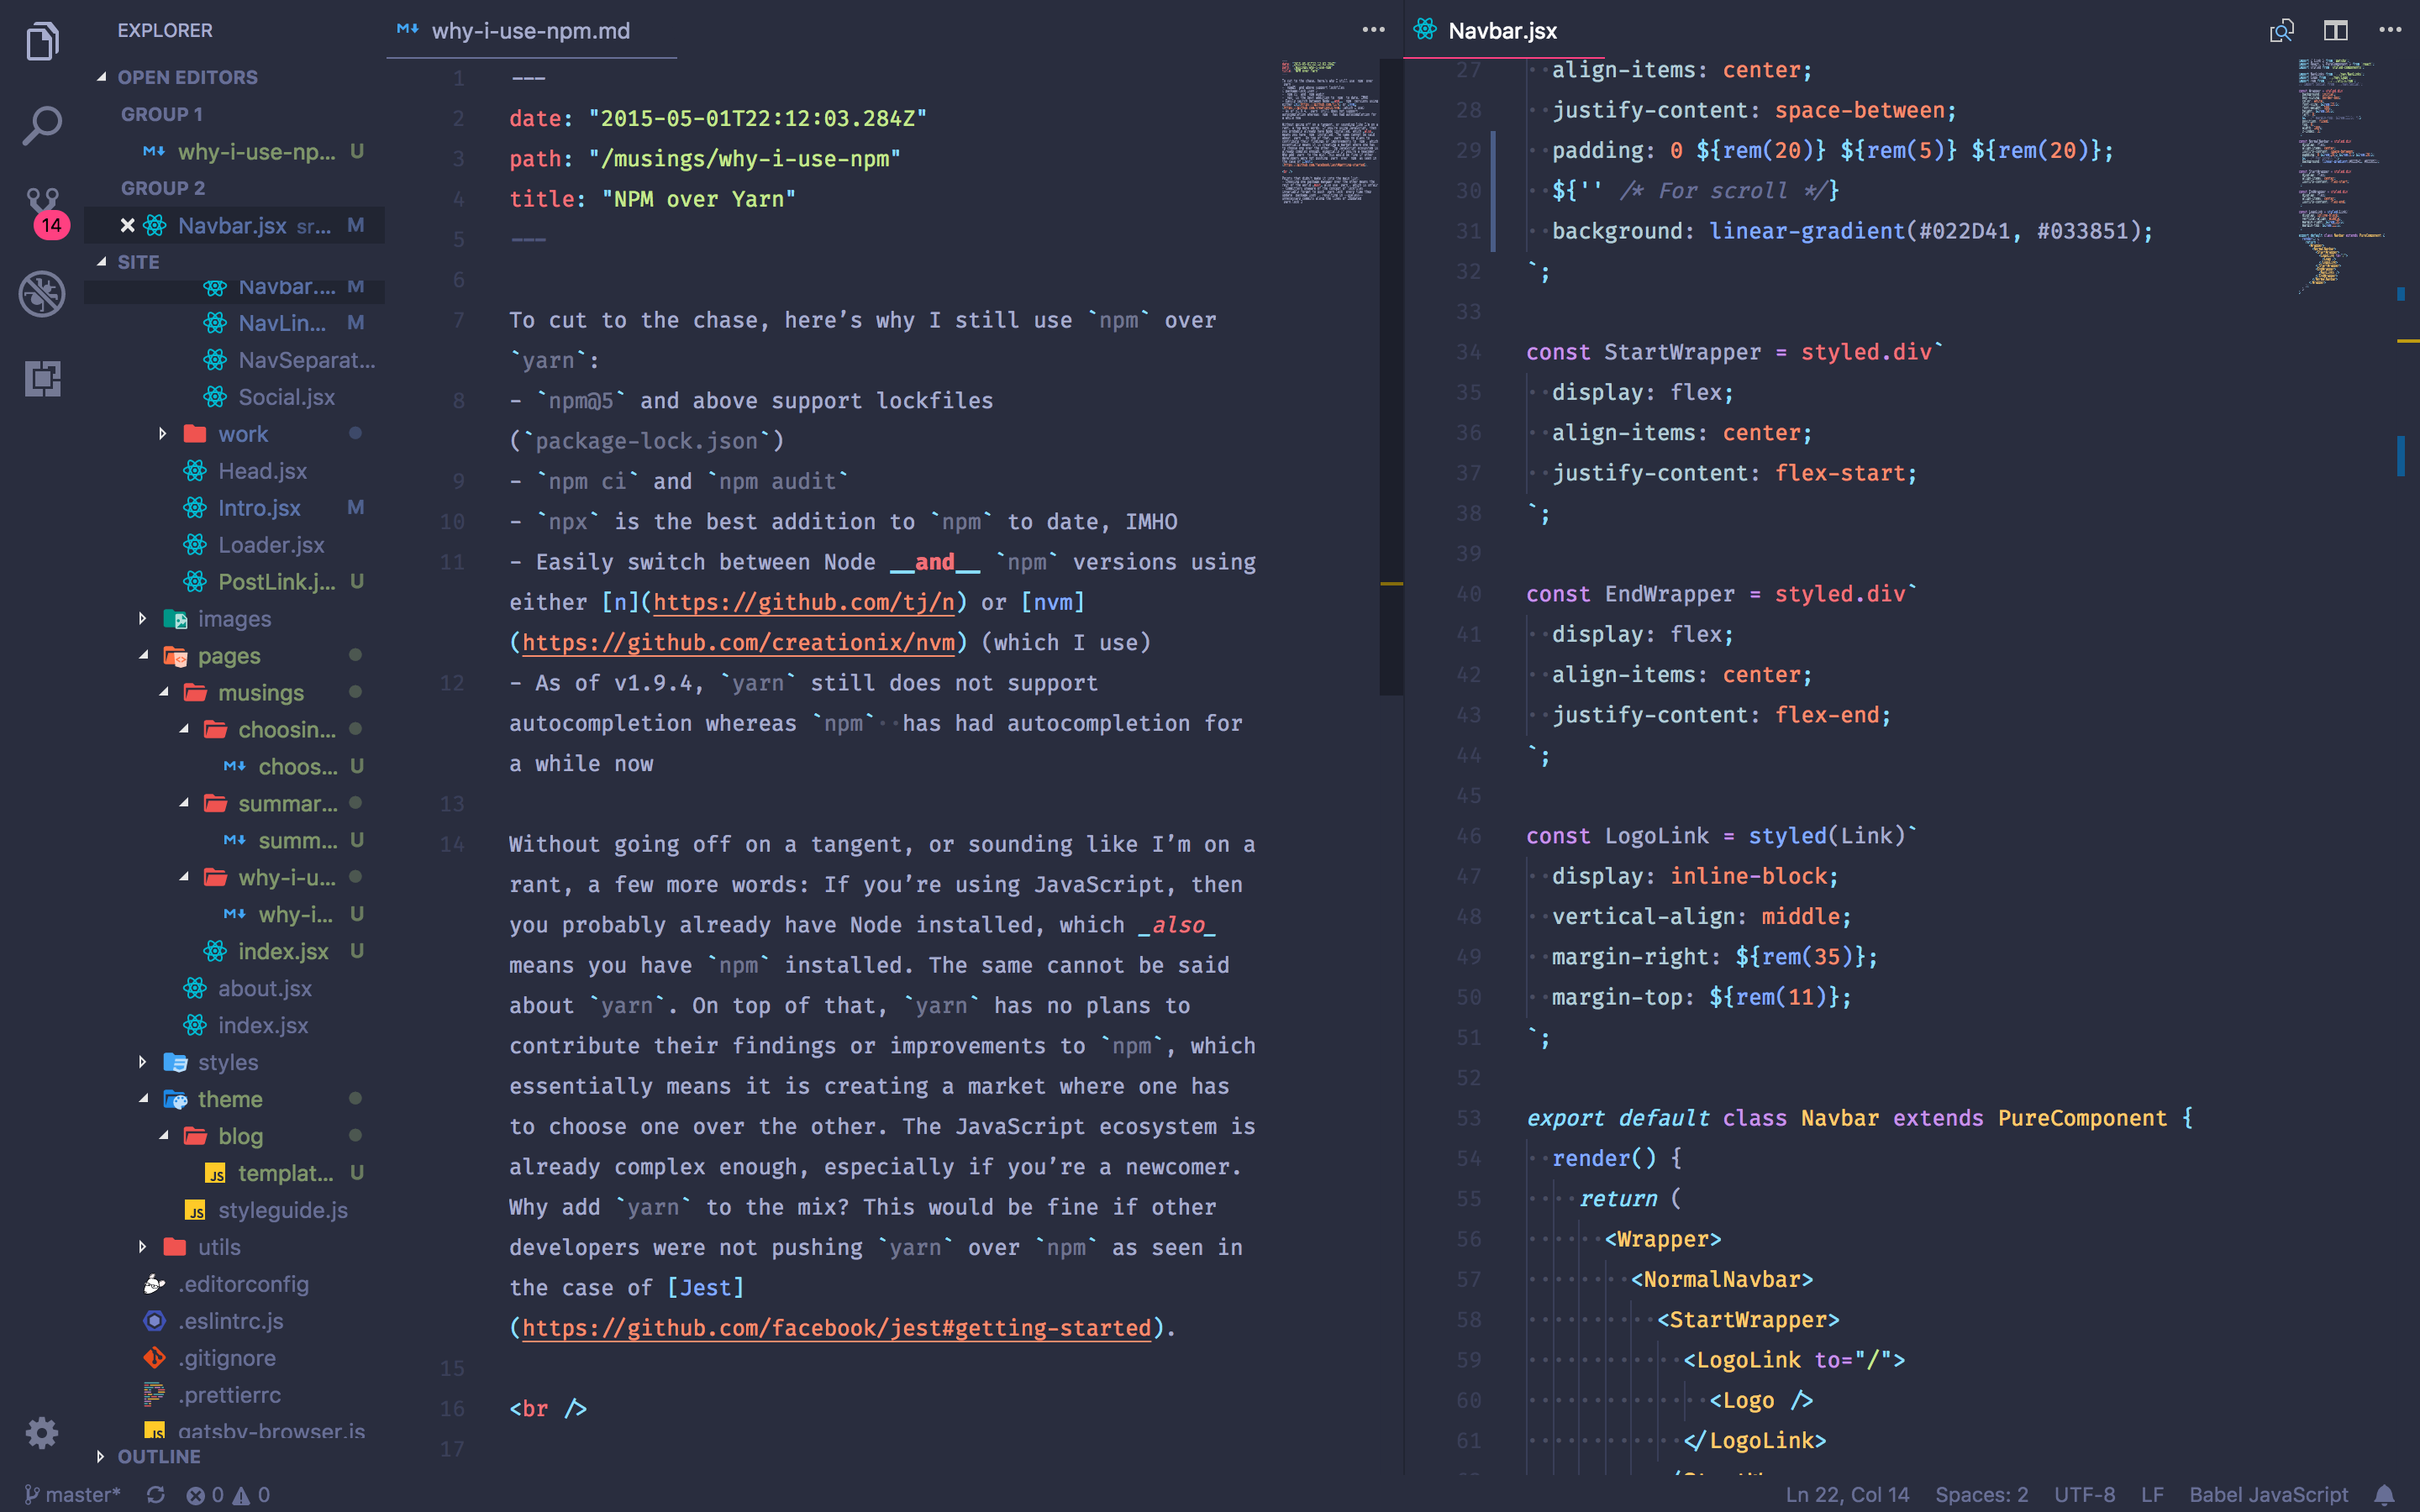 EXPLORER
OPEN EDITORS
GROUP 1
why-i-use-np... U
GROUP 2
Navbar.jsx sr... M
14
SITE
Navbar.... M
NavLin... M
NavSeparat...
Social.jsx
work
Head.jsx
Intro.jsx M
Loader.jsx
PostLink.j... U
images
pages
musings
choosin...
choos... U
summar...
summ... U
why-i-u...
why-i... U
index.jsx U
about.jsx
index.jsx
styles
theme
blog
templat... U
styleguide.js
utils
.editorconfig
.eslintrc.js
.gitignore
.prettierrc
gatsby-browser.js
OUTLINE
why-i-use-npm.md
1 ---
2 date: "2015-05-01T22:12:03.284Z"
3 path: "/musings/why-i-use-npm"
4 title: "NPM over Yarn"
5 ---
6
7 To cut to the chase, here’s why I still use `npm` over
`yarn`:
8 - `npm@5` and above support lockfiles
(`package-lock.json`)
9 - `npm ci` and `npm audit`
10 - `npx` is the best addition to `npm` to date, IMHO
11 - Easily switch between Node __and__ `npm` versions using
either [n](https://github.com/tj/n) or [nvm]
(https://github.com/creationix/nvm) (which I use)
12 - As of v1.9.4, `yarn` still does not support
autocompletion whereas `npm`  has had autocompletion for
a while now
13
14 Without going off on a tangent, or sounding like I’m on a
rant, a few more words: If you’re using JavaScript, then
you probably already have Node installed, which _also_
means you have `npm` installed. The same cannot be said
about `yarn`. On top of that, `yarn` has no plans to
contribute their findings or improvements to `npm`, which
essentially means it is creating a market where one has
to choose one over the other. The JavaScript ecosystem is
already complex enough, especially if you’re a newcomer.
Why add `yarn` to the mix? This would be fine if other
developers were not pushing `yarn` over `npm` as seen in
the case of [Jest]
(https://github.com/facebook/jest#getting-started).
15
16 <br />
17
Navbar.jsx
27 align-items: center;
28 justify-content: space-between;
29 padding: 0 ${rem(20)} ${rem(5)} ${rem(20)};
30 ${'' /* For scroll */}
31 background: linear-gradient(#022D41, #033851);
32 `;
33
34 const StartWrapper = styled.div`
35 display: flex;
36 align-items: center;
37 justify-content: flex-start;
38 `;
39
40 const EndWrapper = styled.div`
41 display: flex;
42 align-items: center;
43 justify-content: flex-end;
44 `;
45
46 const LogoLink = styled(Link)`
47 display: inline-block;
48 vertical-align: middle;
49 margin-right: ${rem(35)};
50 margin-top: ${rem(11)};
51 `;
52
53 export default class Navbar extends PureComponent {
54 render() {
55 return (
56 <Wrapper>
57 <NormalNavbar>
58 <StartWrapper>
59 <LogoLink to="/">
60 <Logo />
61 </LogoLink>
master* 0 0
Ln 22, Col 14 Spaces: 2 UTF-8 LF Babel JavaScript